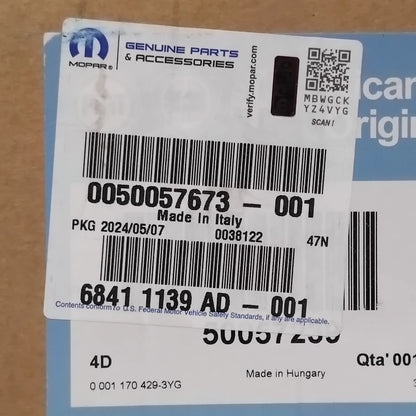 MOPAR®
GENUINE PARTS
& ACCESSORIES
verify.mopar.com
MBWGCK
YZ4VYG
SCAN!
0050057673 - 001
Made In Italy
PKG 2024/05/07 0038122 47N
6841 1139 AD - 001
Contents conform To U.S. Federal Motor Vehicle Safety Standards, if any are applicable.
4D
Qta' 001
0 001 170 429-3YG
Made in Hungary